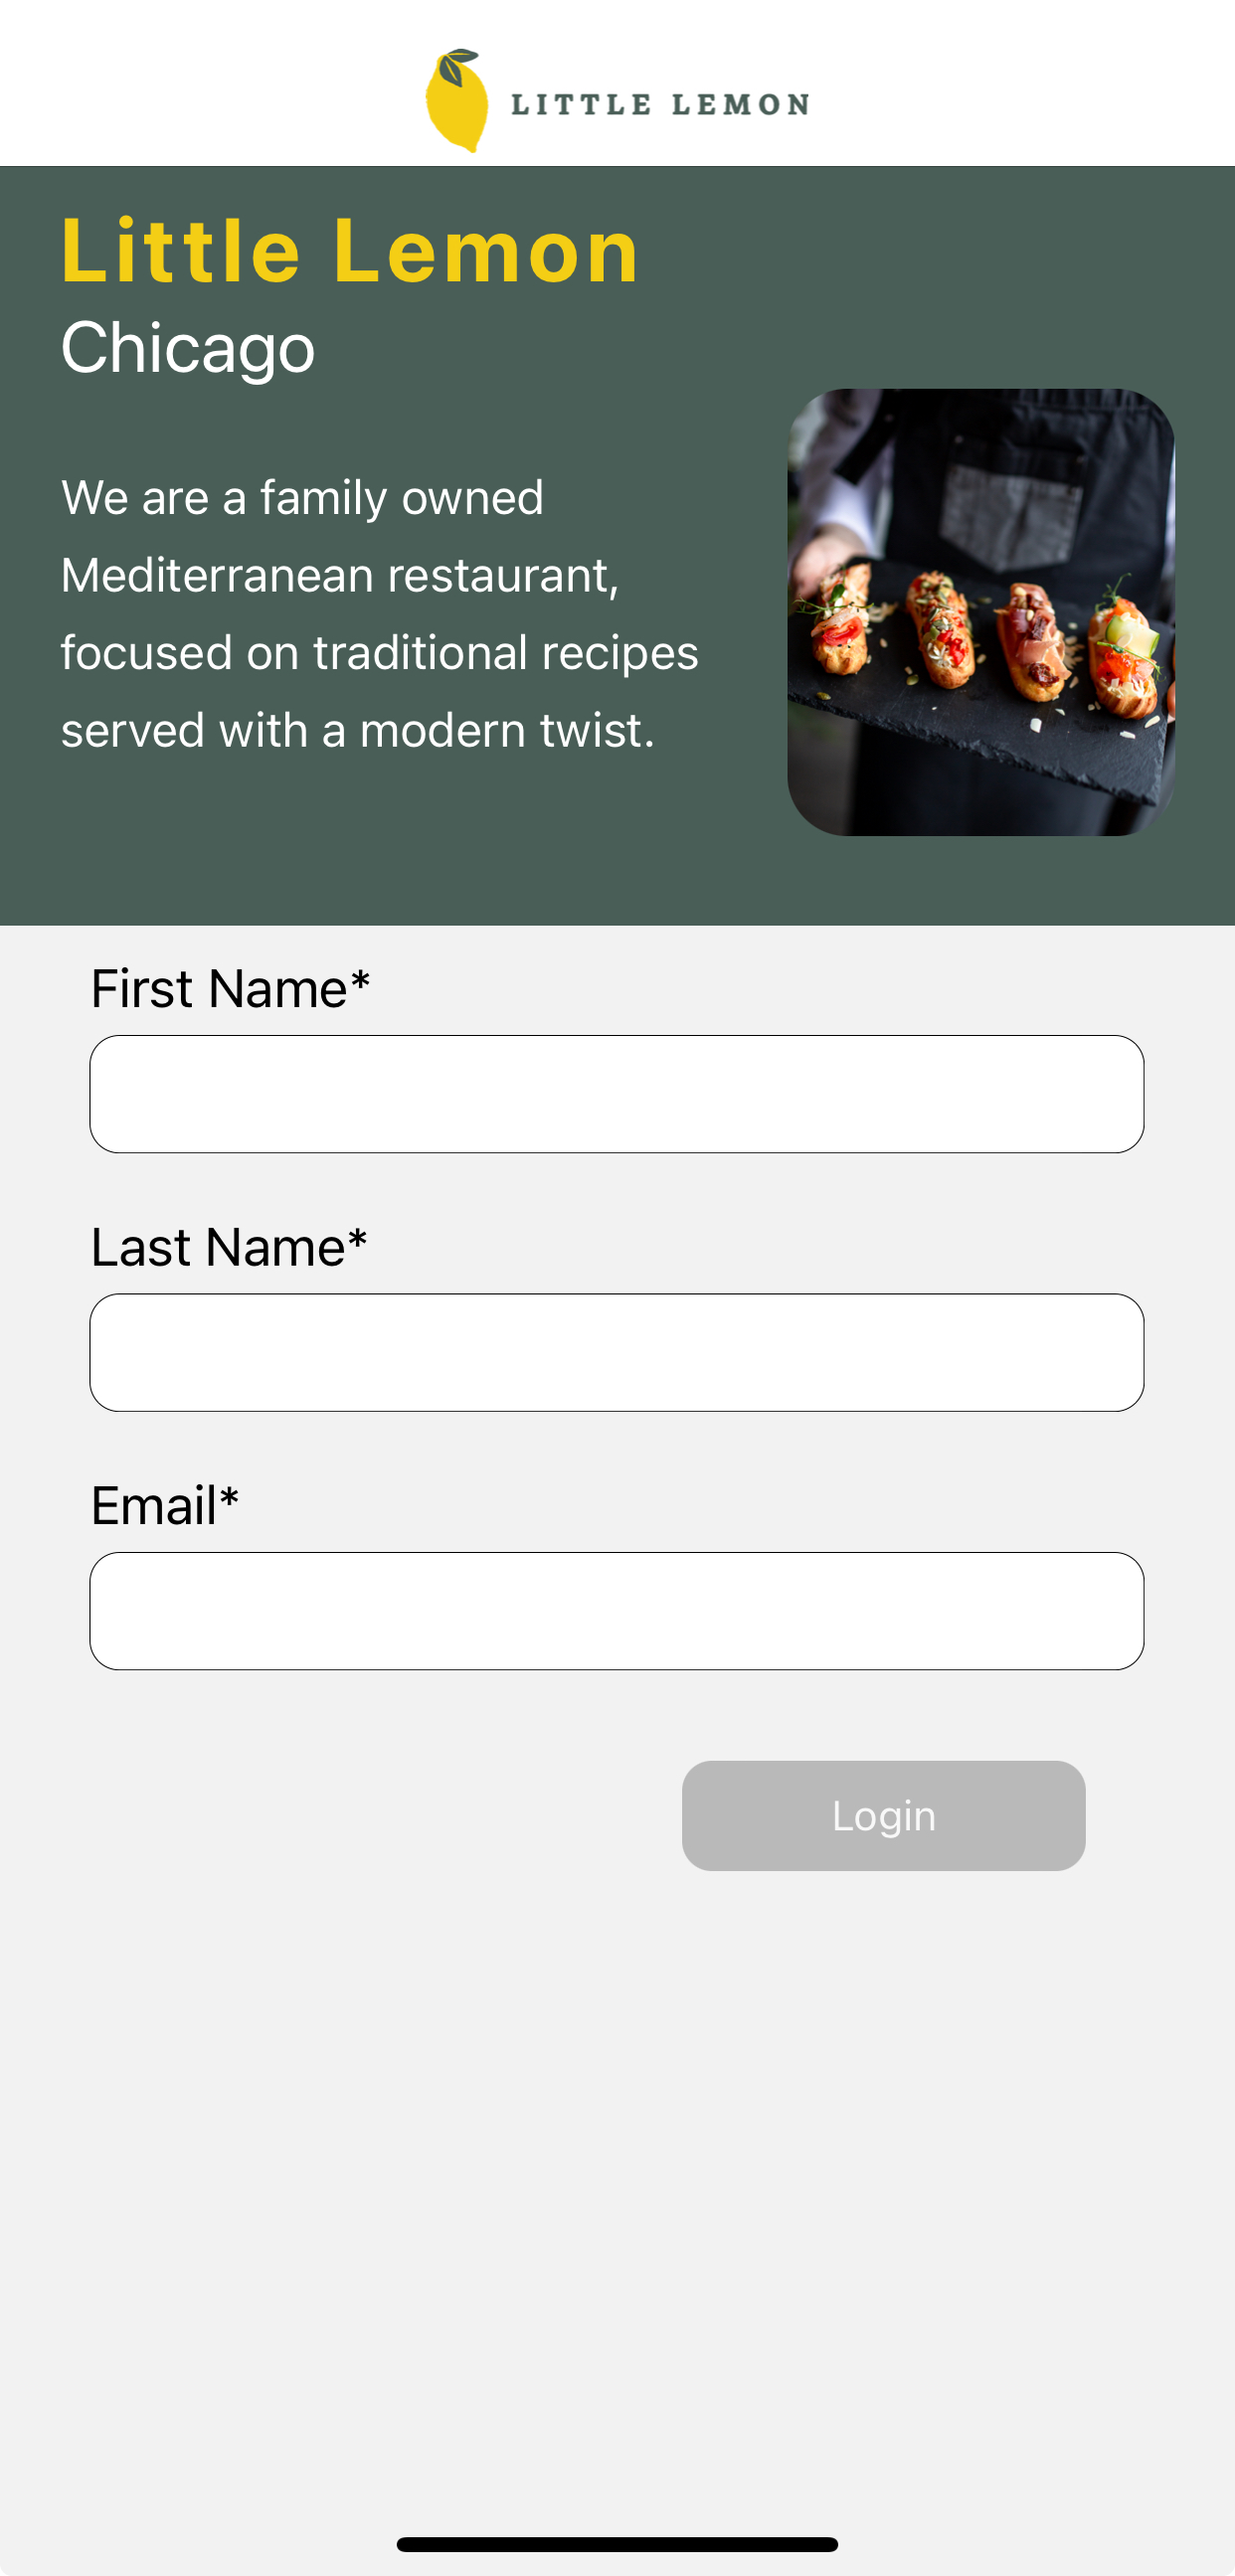 LITTLE LEMON
Little Lemon
Chicago
We are a family owned
Mediterranean restaurant,
focused on traditional recipes
served with a modern twist.
First Name*
Last Name*
Email*
Login